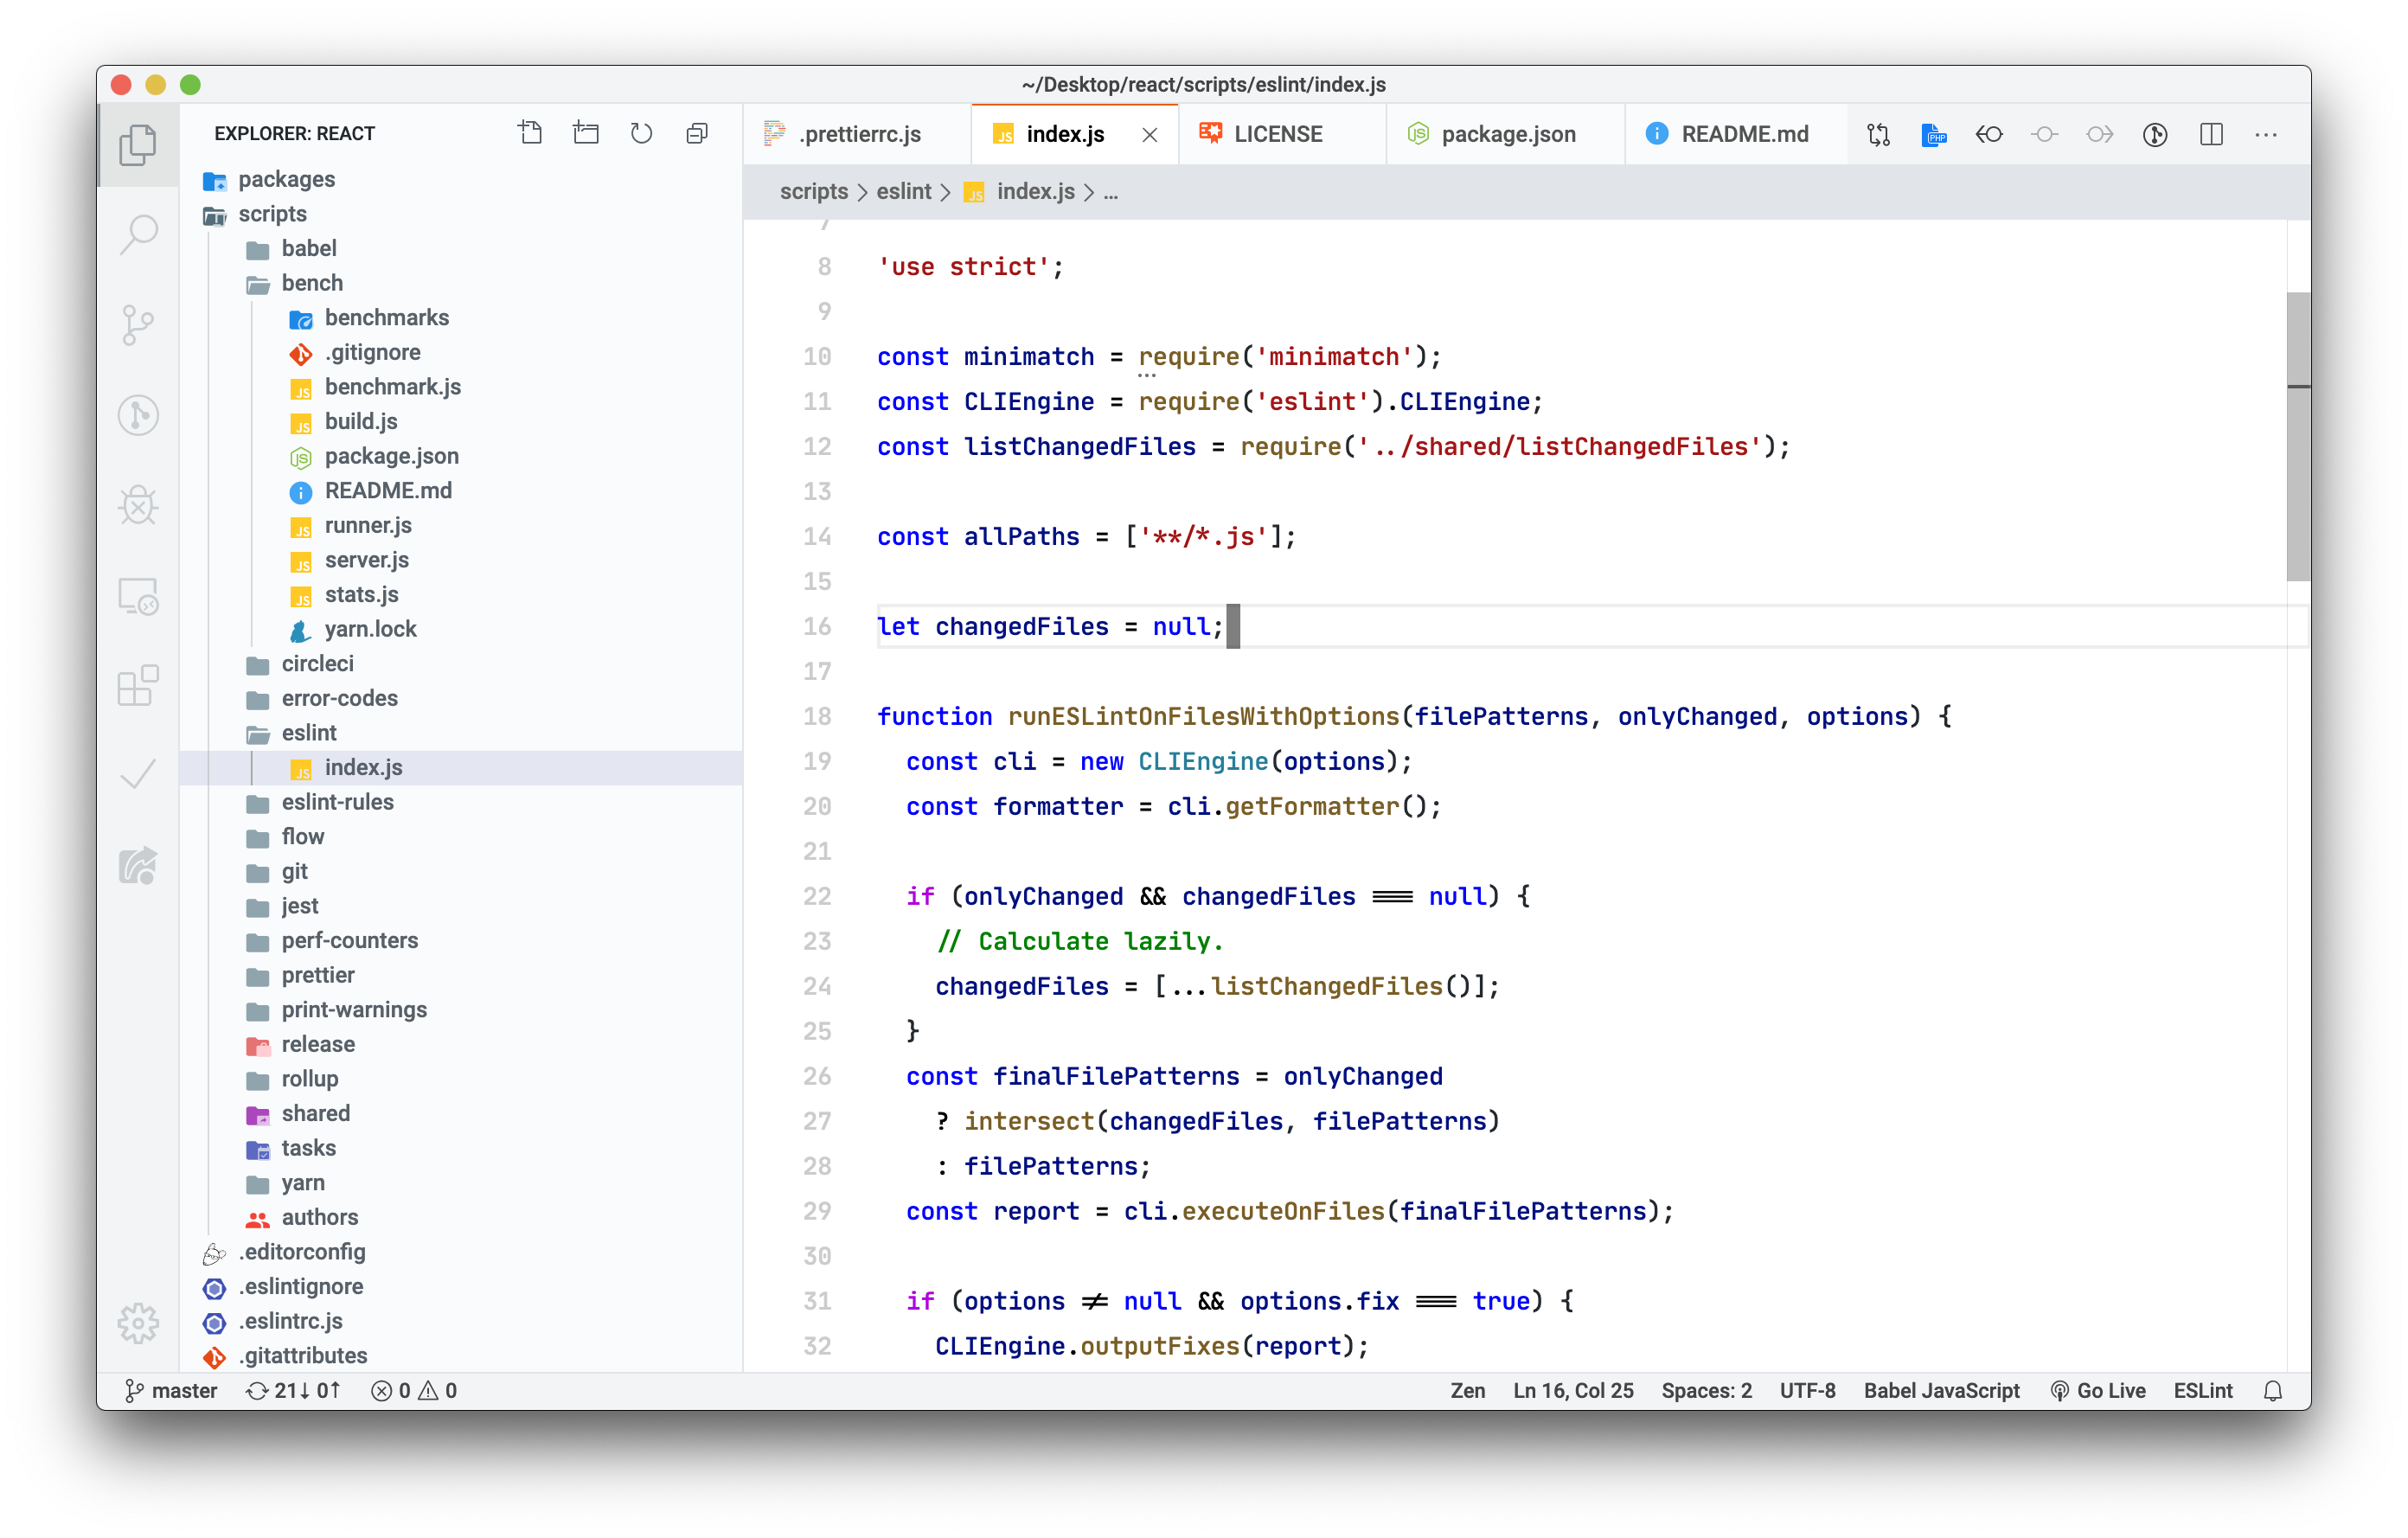 ~/Desktop/react/scripts/eslint/index.js
EXPLORER: REACT
packages
scripts
babel
bench
benchmarks
.gitignore
benchmark.js
build.js
package.json
README.md
runner.js
server.js
stats.js
yarn.lock
circleci
error-codes
eslint
index.js
eslint-rules
flow
git
jest
perf-counters
prettier
print-warnings
release
rollup
shared
tasks
yarn
authors
.editorconfig
.eslintignore
.eslintrc.js
.gitattributes
.prettierrc.js index.js LICENSE package.json README.md
scripts > eslint > index.js > ...
7
8 'use strict';
9
10 const minimatch = require('minimatch');
11 const CLIEngine = require('eslint').CLIEngine;
12 const listChangedFiles = require('../shared/listChangedFiles');
13
14 const allPaths = ['**/*.js'];
15
16 let changedFiles = null;
17
18 function runESLintOnFilesWithOptions(filePatterns, onlyChanged, options) {
19 const cli = new CLIEngine(options);
20 const formatter = cli.getFormatter();
21
22 if (onlyChanged && changedFiles === null) {
23 // Calculate lazily.
24 changedFiles = [...listChangedFiles()];
25 }
26 const finalFilePatterns = onlyChanged
27 ? intersect(changedFiles, filePatterns)
28 : filePatterns;
29 const report = cli.executeOnFiles(finalFilePatterns);
30
31 if (options != null && options.fix === true) {
32 CLIEngine.outputFixes(report);
master 21↓ 0↑ 0 0 Zen Ln 16, Col 25 Spaces: 2 UTF-8 Babel JavaScript Go Live ESLint